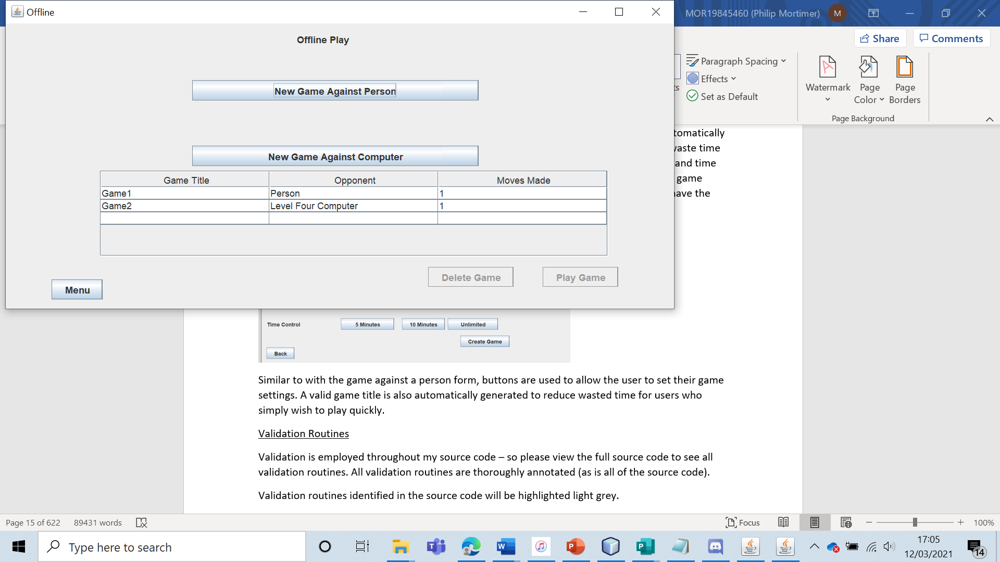 Offline
MOR19845460 (Philip Mortimer)
M
Offline Play
Share
Comments
New Game Against Person
New Game Against Computer
Game Title Opponent Moves Made
Game1 Person 1
Game2 Level Four Computer 1
Delete Game
Play Game
Menu
Paragraph Spacing
Effects
Set as Default
Watermark
Page Color
Page Borders
Page Background
tomatically
waste time
and time
game
have the
Time Control 5 Minutes 10 Minutes Unlimited
Create Game
Back
Similar to with the game against a person form, buttons are used to allow the user to set their game
settings. A valid game title is also automatically generated to reduce wasted time for users who
simply wish to play quickly.
Validation Routines
Validation is employed throughout my source code – so please view the full source code to see all
validation routines. All validation routines are thoroughly annotated (as is all of the source code).
Validation routines identified in the source code will be highlighted light grey.
Page 15 of 622 89431 words Focus 100%
Type here to search
17:05
12/03/2021
14